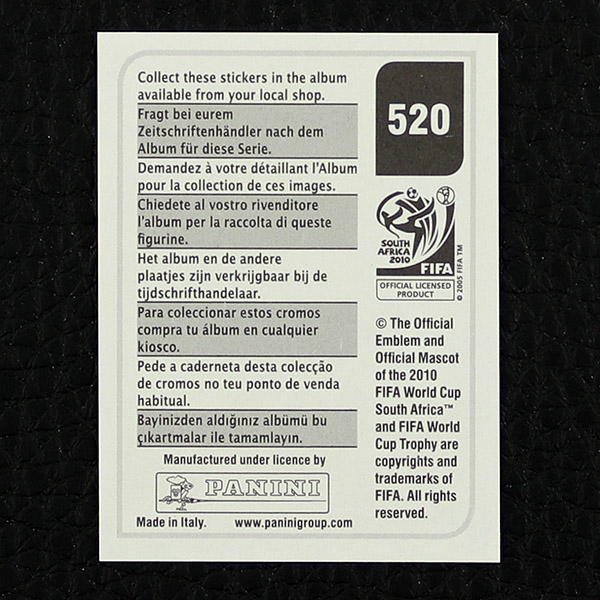 Collect these stickers in the album
available from your local shop.
Fragt bei eurem
Zeitschriftenhändler nach dem
Album für diese Serie.
Demandez à votre détaillant l'Album
pour la collection de ces images.
Chiedete al vostro rivenditore
l'album per la raccolta di queste
figurine.
Het album en de andere
plaatjes zijn verkrijgbaar bij de
tijdschrifthandelaar.
Para coleccionar estos cromos
compra tu álbum en cualquier
kiosco.
Pede a caderneta desta colecção
de cromos no teu ponto de venda
habitual.
Bayinizden aldığınız albümü bu
çıkartmalar ile tamamlayın.
Manufactured under licence by
PANINI
Made in Italy. www.paninigroup.com
520
SOUTH
AFRICA
2010
FIFA
OFFICIAL LICENSED
PRODUCT
© 2005 FIFA TM
© The Official
Emblem and
Official Mascot
of the 2010
FIFA World Cup
South Africa™
and FIFA World
Cup Trophy are
copyrights and
trademarks of
FIFA. All rights
reserved.